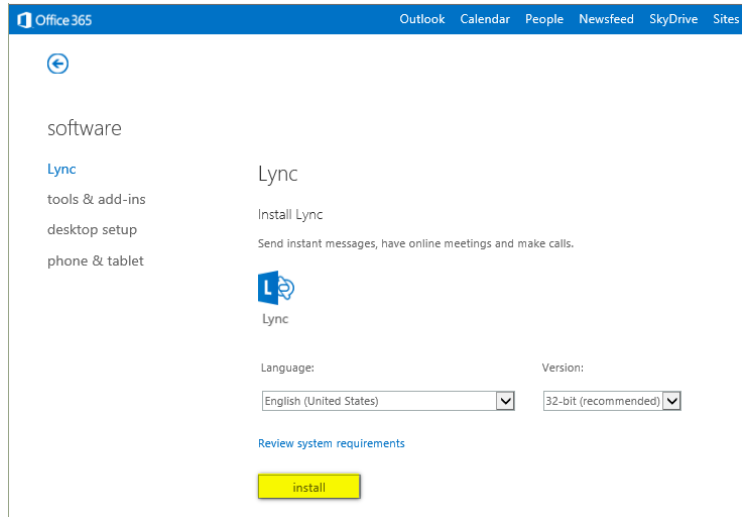 Office 365 Outlook Calendar People Newsfeed SkyDrive Sites
software
Lync
tools & add-ins
desktop setup
phone & tablet
Lync
Install Lync
Send instant messages, have online meetings and make calls.
L
Lync
Language: Version:
English (United States) 32-bit (recommended)
Review system requirements
install